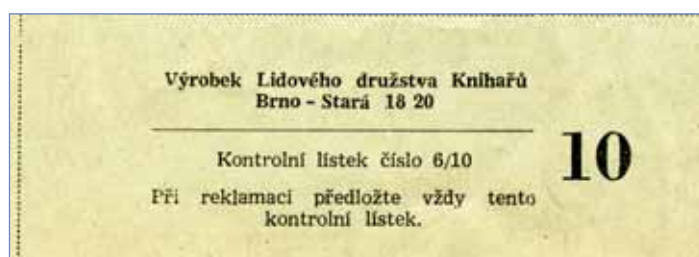 Výrobek Lidového družstva Knihařů
Brno - Stará 18 20
Kontrolní lístek číslo 6/10
10
Při reklamaci předložte vždy tento
kontrolní lístek.